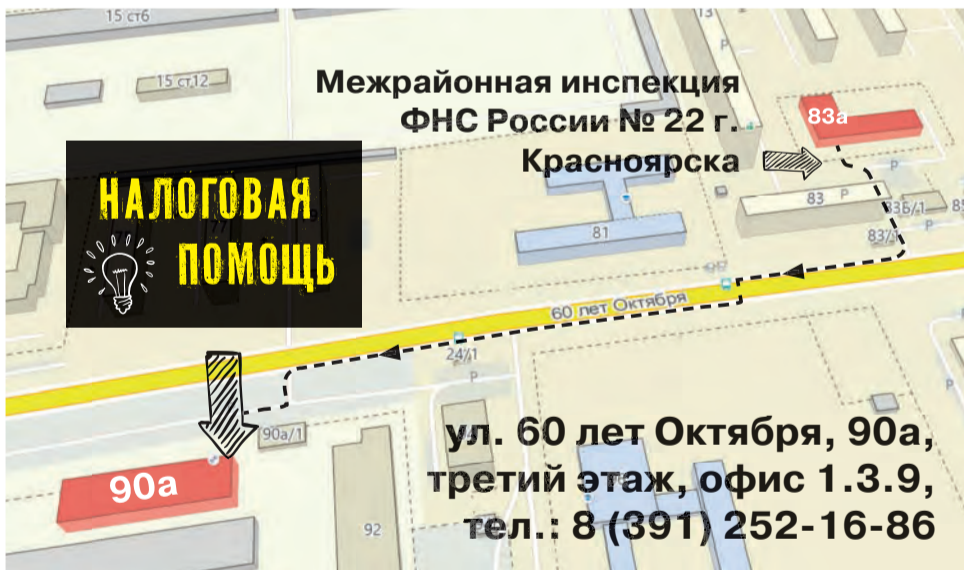 15 ст6
13
P
15 ст.12
Межрайонная инспекция
ФНС России № 22 г.
Красноярска
83а
P
НАЛОГОВАЯ
ПОМОЩЬ
83
P
83Б/1
83/1
81
60 лет Октября
24/1
P
P
90а/1
90а
92
ул. 60 лет Октября, 90а,
третий этаж, офис 1.3.9,
тел.: 8 (391) 252-16-86